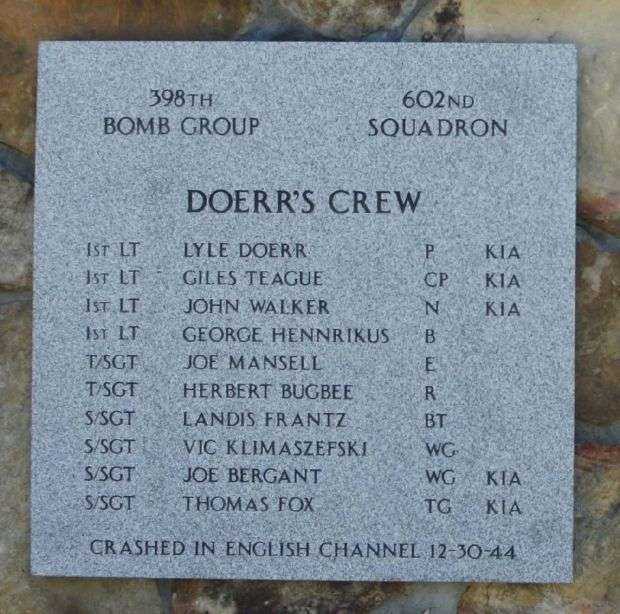 398TH 602ND
BOMB GROUP SQUADRON
DOERR'S CREW
1ST LT LYLE DOERR P KIA
1ST LT GILES TEAGUE CP KIA
1ST LT JOHN WALKER N KIA
1ST LT GEORGE HENNRIKUS B
T/SGT JOE MANSELL E
T/SGT HERBERT BUGBEE R
S/SGT LANDIS FRANTZ BT
S/SGT VIC KLIMASZEFSKI WG
S/SGT JOE BERGANT WG KIA
S/SGT THOMAS FOX TG KIA
CRASHED IN ENGLISH CHANNEL 12-30-44